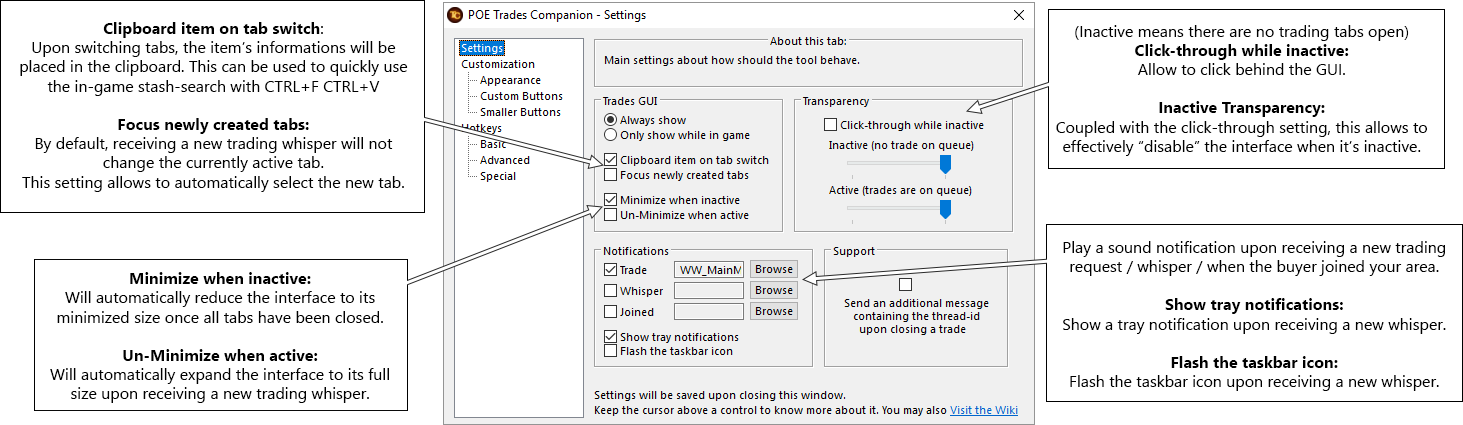 Clipboard item on tab switch:
Upon switching tabs, the item's informations will be
placed in the clipboard. This can be used to quickly use
the in-game stash-search with CTRL+F CTRL+V
Focus newly created tabs:
By default, receiving a new trading whisper will not
change the currently active tab.
This setting allows to automatically select the new tab.
Minimize when inactive:
Will automatically reduce the interface to its
minimized size once all tabs have been closed.
Un-Minimize when active:
Will automatically expand the interface to its full
size upon receiving a new trading whisper.
POE Trades Companion - Settings
Settings
Customization
Appearance
Custom Buttons
Smaller Buttons
Hotkeys
Basic
Advanced
Special
About this tab:
Main settings about how should the tool behave.
Trades GUI
Always show
Only show while in game
Clipboard item on tab switch
Focus newly created tabs
Minimize when inactive
Un-Minimize when active
Transparency
Click-through while inactive
Inactive (no trade on queue)
Active (trades are on queue)
Notifications
Trade WW_MainM Browse
Whisper Browse
Joined Browse
Show tray notifications
Flash the taskbar icon
Support
Send an additional message
containing the thread-id
upon closing a trade
Settings will be saved upon closing this window.
Keep the cursor above a control to know more about it. You may also Visit the Wiki
(Inactive means there are no trading tabs open)
Click-through while inactive:
Allow to click behind the GUI.
Inactive Transparency:
Coupled with the click-through setting, this allows to
effectively “disable” the interface when it's inactive.
Play a sound notification upon receiving a new trading
request / whisper / when the buyer joined your area.
Show tray notifications:
Show a tray notification upon receiving a new whisper.
Flash the taskbar icon:
Flash the taskbar icon upon receiving a new whisper.